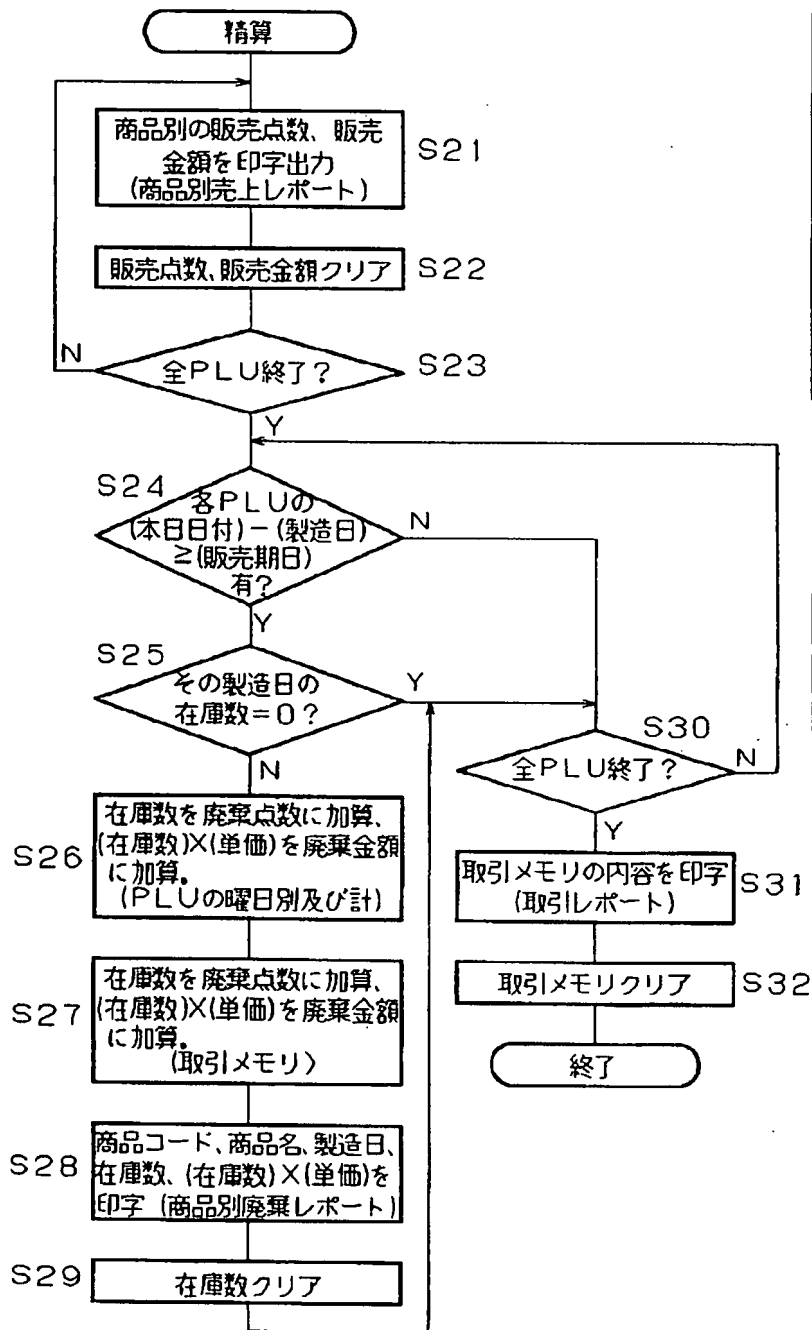 精算
商品別の販売点数、販売
金額を印字出力
(商品別売上レポート)
S21
販売点数、販売金額クリア
S22
全PLU終了?
S23
N
Y
S24
各PLUの
(本日日付)－(製造日)
≧(販売期日)
有?
N
Y
S25
その製造日の
在庫数=0?
Y
N
S26
在庫数を廃棄点数に加算、
(在庫数)×(単価)を廃棄金額
に加算。
(PLUの曜日別及び計)
S27
在庫数を廃棄点数に加算、
(在庫数)×(単価)を廃棄金額
に加算。
(取引メモリ〉
S28
商品コード、商品名、製造日、
在庫数、(在庫数)×(単価)を
印字 (商品別廃棄レポート)
S29
在庫数クリア
S30
全PLU終了?
N
Y
取引メモリの内容を印字
(取引レポート)
S31
取引メモリクリア
S32
終了